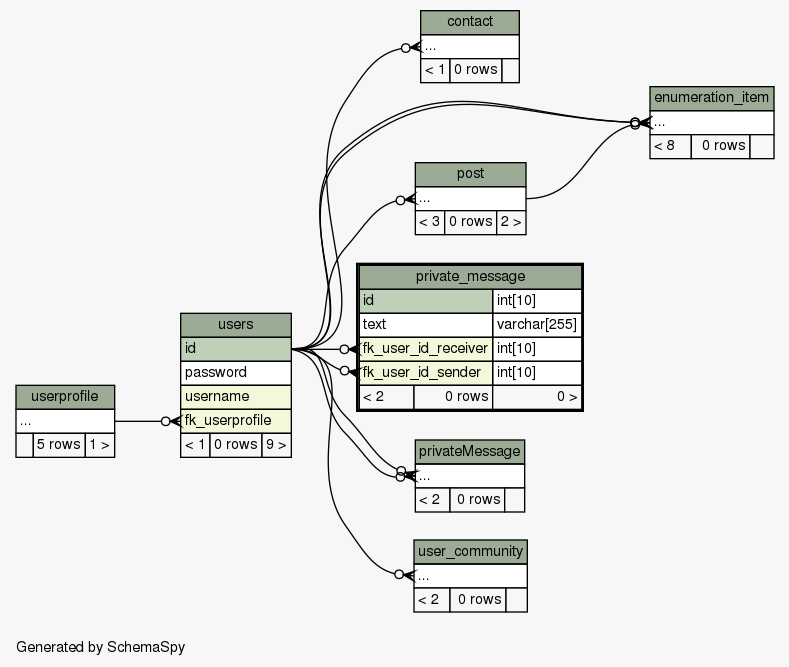 contact
...
< 1 0 rows
enumeration_item
...
< 8 0 rows
post
...
< 3 0 rows 2 >
private_message
id int[10]
text varchar[255]
fk_user_id_receiver int[10]
fk_user_id_sender int[10]
< 2 0 rows 0 >
users
id
password
username
fk_userprofile
< 1 0 rows 9 >
userprofile
...
5 rows 1 >
privateMessage
...
< 2 0 rows
user_community
...
< 2 0 rows
Generated by SchemaSpy